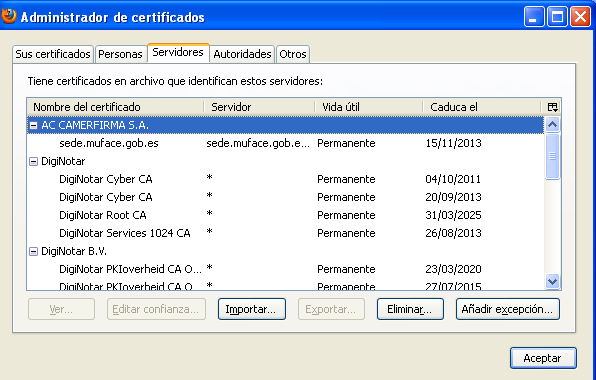 Administrador de certificados
Sus certificados Personas Servidores Autoridades Otros
Tiene certificados en archivo que identifican estos servidores:
Nombre del certificado Servidor Vida útil Caduca el
AC CAMERFIRMA S.A.
sede.muface.gob.es sede.muface.gob.e... Permanente 15/11/2013
DigiNotar
DigiNotar Cyber CA * Permanente 04/10/2011
DigiNotar Cyber CA * Permanente 20/09/2013
DigiNotar Root CA * Permanente 31/03/2025
DigiNotar Services 1024 CA * Permanente 26/08/2013
DigiNotar B.V.
DigiNotar PKIoverheid CA O... * Permanente 23/03/2020
DigiNotar PKIoverheid CA O... * Permanente 27/07/2015
Ver... Editar confianza... Importar... Exportar... Eliminar... Añadir excepción...
Aceptar